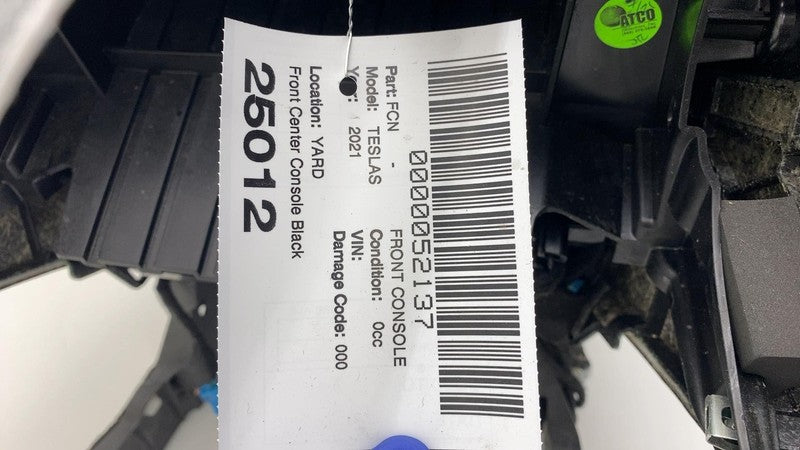 0000052137
Part: FCN - FRONT CONSOLE
Model: TESLAS Condition: 0cc
2021 VIN:
Damage Code: 000
Location: YARD
Front Center Console Black
25012
ATCO